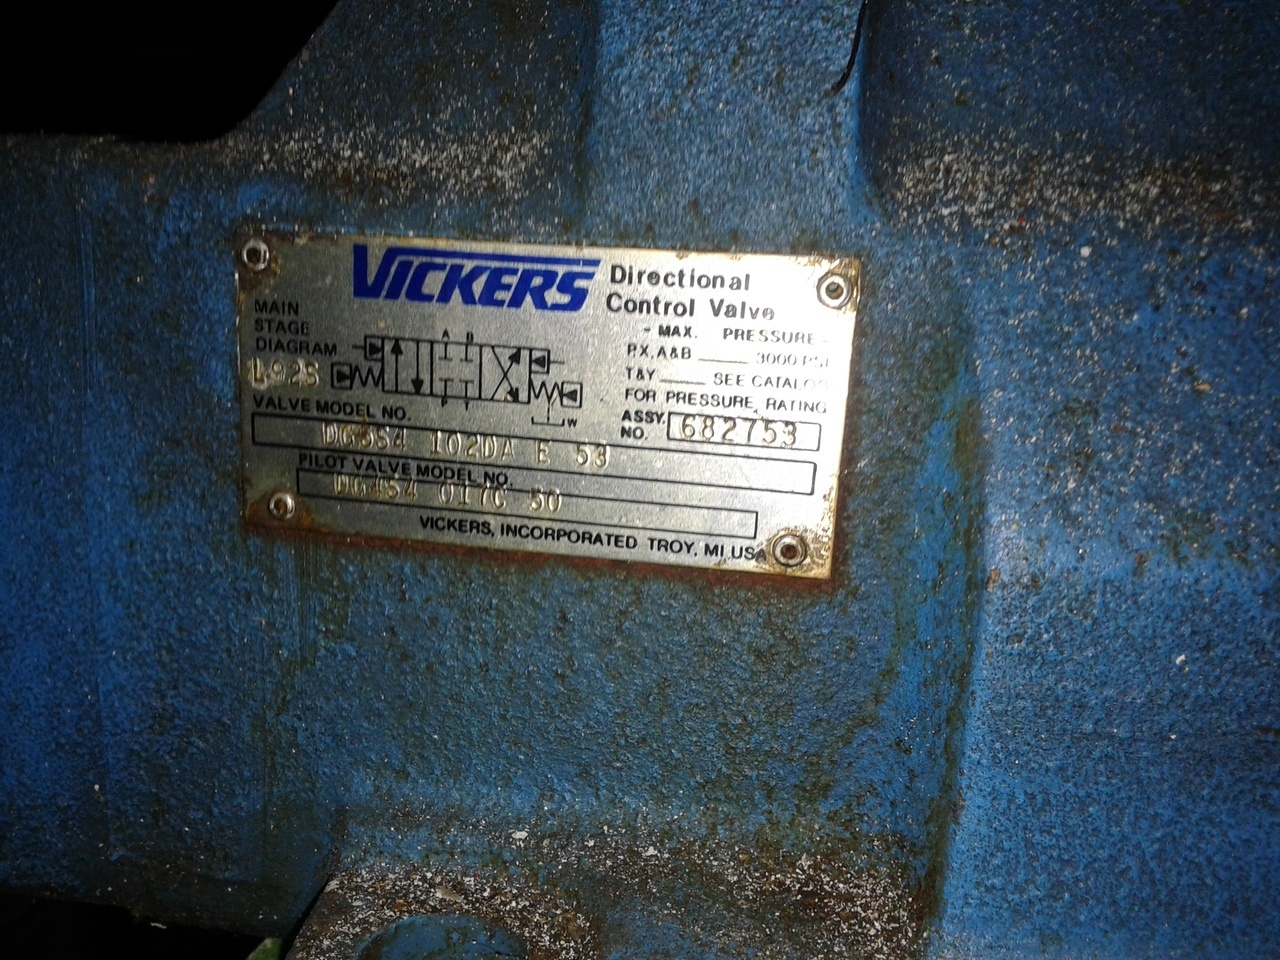 VICKERS
Directional
Control Valve
MAIN
STAGE
DIAGRAM
A B
L92S
- MAX. PRESSURE -
P,X, A&B 3000 PSI
T&Y SEE CATALOG
FOR PRESSURE RATING
W
VALVE MODEL NO.
ASSY. NO. 682753
DG5S4 102DA E 53
PILOT VALVE MODEL NO.
DG4S4 017C 50
VICKERS, INCORPORATED TROY, MI. USA